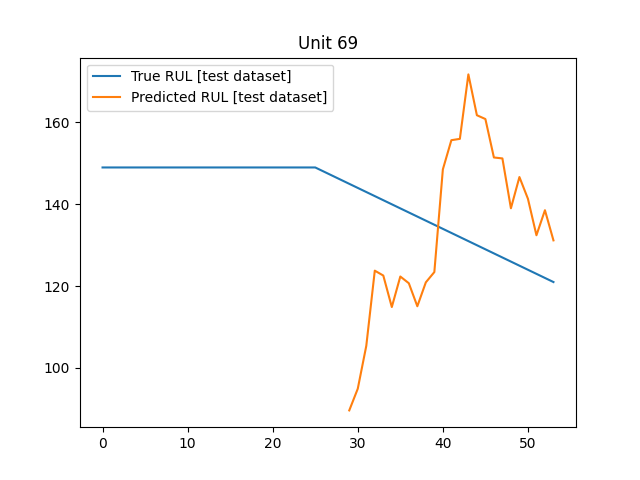 Unit 69
True RUL [test dataset]
Predicted RUL [test dataset]
160
140
120
100
0 10 20 30 40 50